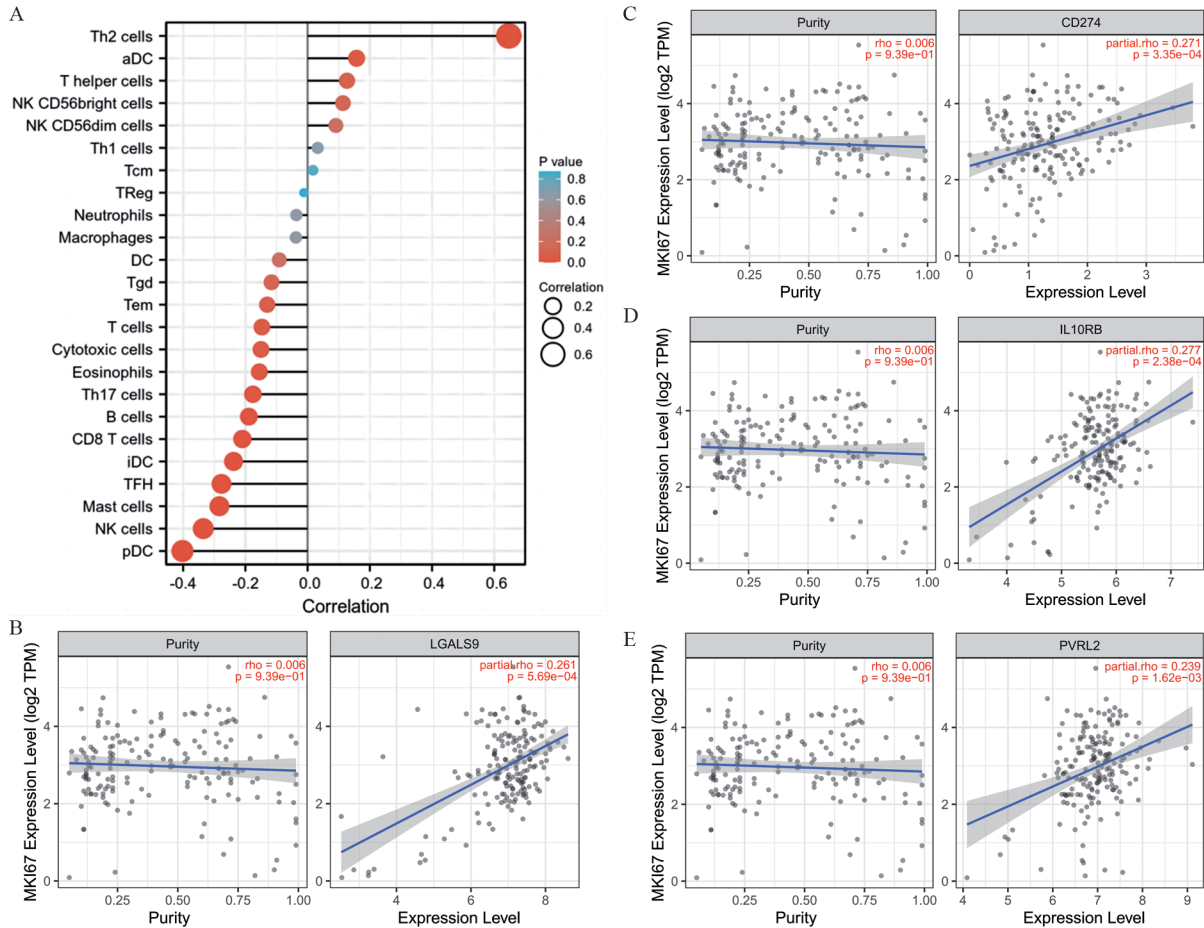 A
Th2 cells
aDC
T helper cells
NK CD56bright cells
NK CD56dim cells
Th1 cells
Tcm
TReg
Neutrophils
Macrophages
DC
Tgd
Tem
T cells
Cytotoxic cells
Eosinophils
Th17 cells
B cells
CD8 T cells
iDC
TFH
Mast cells
NK cells
pDC
-0.4 -0.2 0.0 0.2 0.4 0.6
Correlation
P value
0.8
0.6
0.4
0.2
0.0
Correlation
0.2
0.4
0.6
B
Purity
LGALS9
rho = 0.006
p = 9.39e−01
partial.rho = 0.261
p = 5.69e−04
MKI67 Expression Level (log2 TPM)
4
2
0
0.25 0.50 0.75 1.00
Purity
4 6 8
Expression Level
C
Purity
CD274
rho = 0.006
p = 9.39e−01
partial.rho = 0.271
p = 3.35e−04
MKI67 Expression Level (log2 TPM)
4
2
0
0.25 0.50 0.75 1.00
Purity
0 1 2 3
Expression Level
D
Purity
IL10RB
rho = 0.006
p = 9.39e−01
partial.rho = 0.277
p = 2.38e−04
MKI67 Expression Level (log2 TPM)
4
2
0
0.25 0.50 0.75 1.00
Purity
4 5 6 7
Expression Level
E
Purity
PVRL2
rho = 0.006
p = 9.39e−01
partial.rho = 0.239
p = 1.62e−03
MKI67 Expression Level (log2 TPM)
4
2
0
0.25 0.50 0.75 1.00
Purity
4 5 6 7 8 9
Expression Level